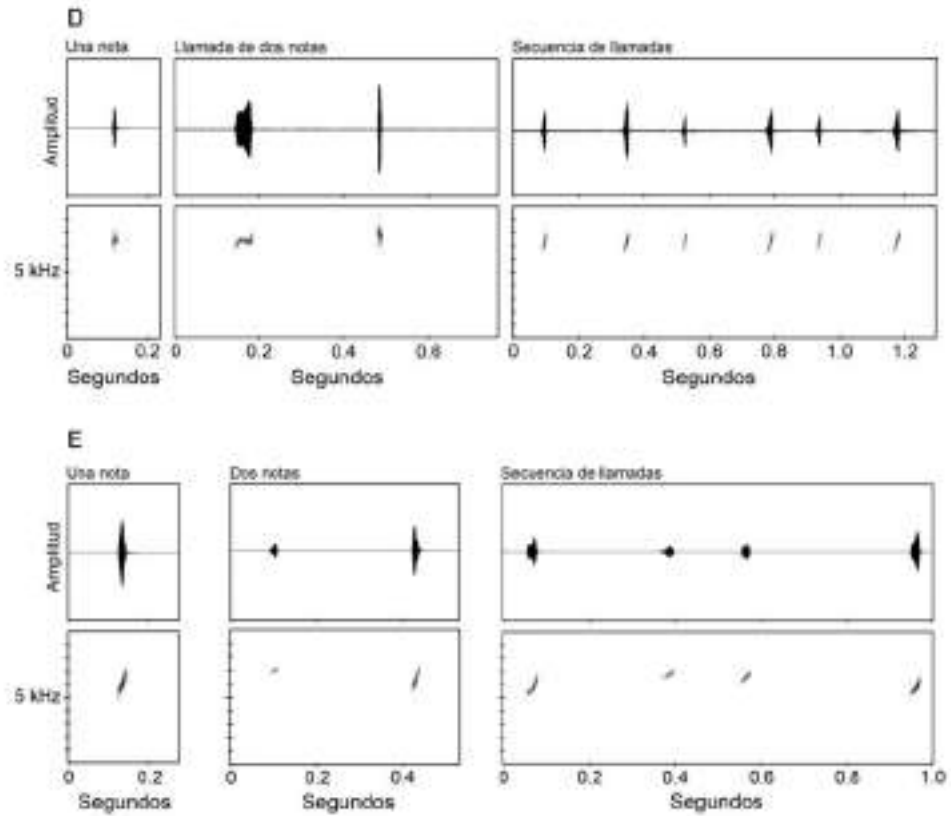 D
Una nota Llamada de dos notas Secuencia de llamadas
Amplitud
5 kHz
0 0.2 0 0.2 0.4 0.6 0 0.2 0.4 0.6 0.8 1.0 1.2
Segundos Segundos Segundos
E
Una nota Dos notas Secuencia de llamadas
Amplitud
5 kHz
0 0.2 0 0.4 0 0.2 0.4 0.6 0.8 1.0
Segundos Segundos Segundos